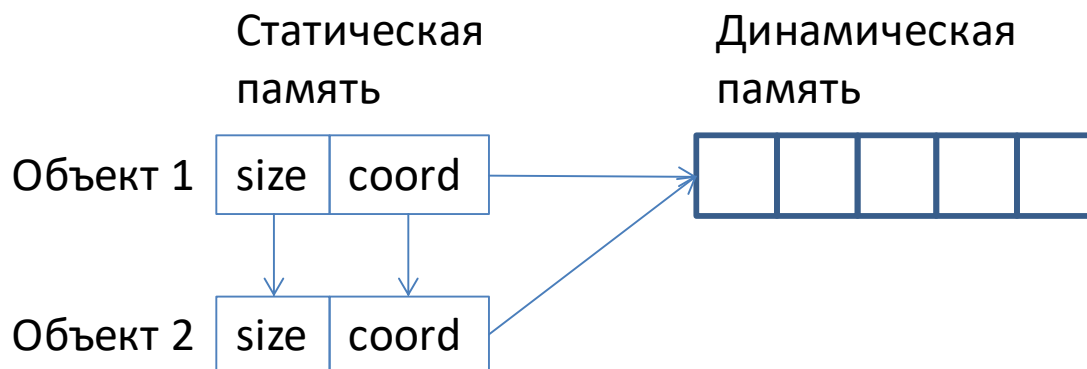 Статическая
память
Динамическая
память
Объект 1 size coord
Объект 2 size coord